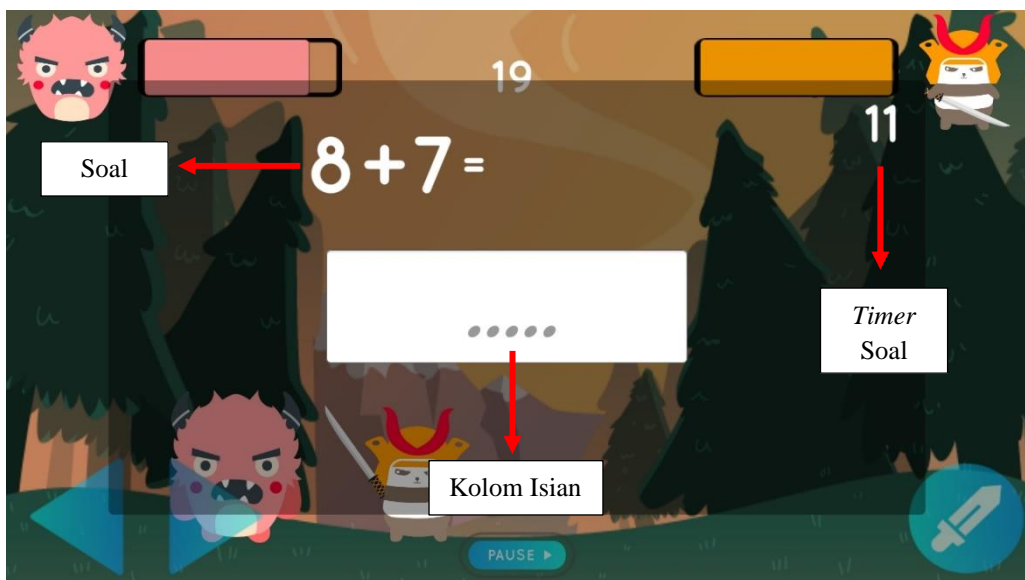 19
11
Soal
8+7=
.....
Timer
Soal
Kolom Isian
PAUSE